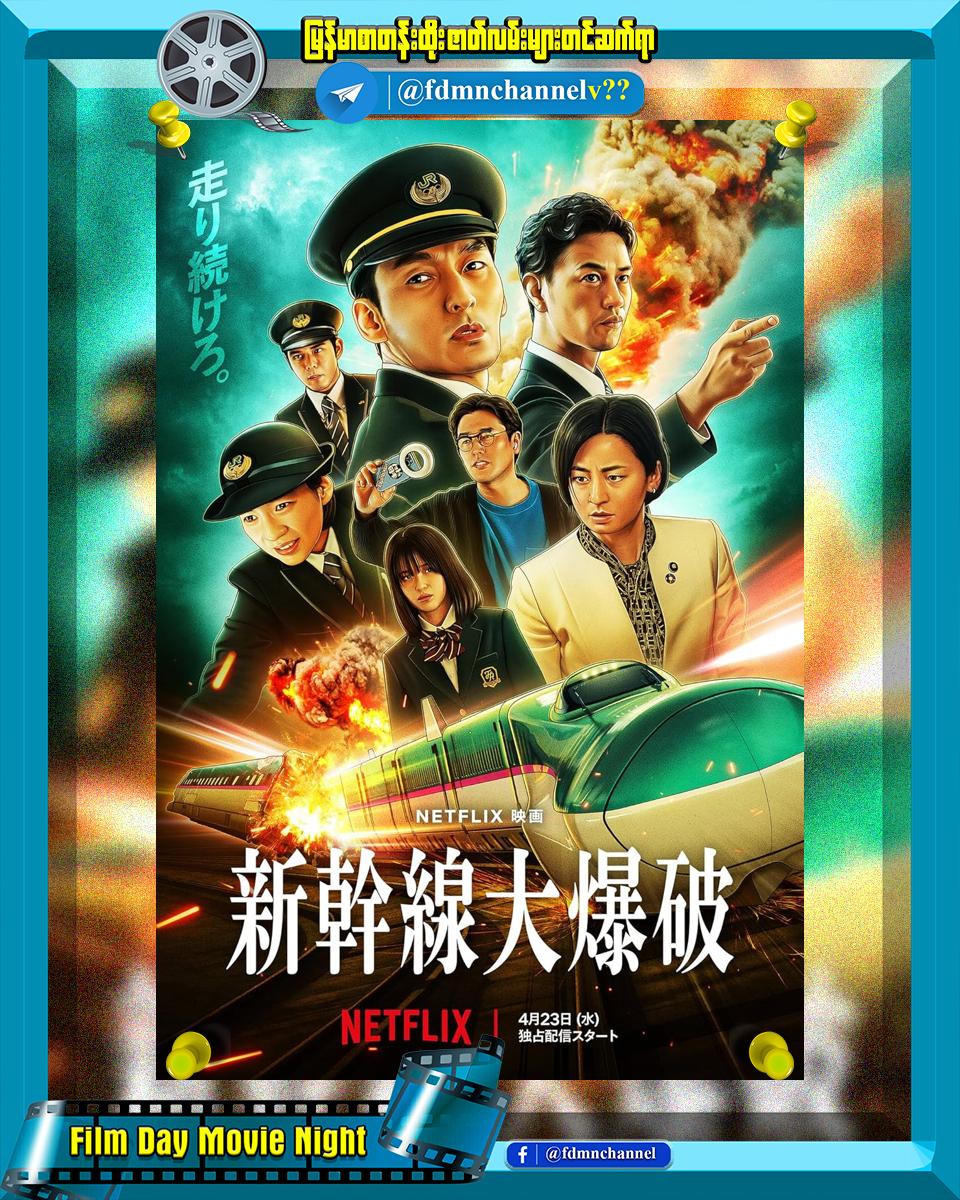 မြန်မာစာတန်းထိုးဇာတ်လမ်းများတင်ဆက်ရာ
@fdmnchannelv??
走り続けろ。
JR
NETFLIX 映画
新幹線大爆破
NETFLIX
4月23日 (水)
独占配信スタート
Film Day Movie Night
@fdmnchannel